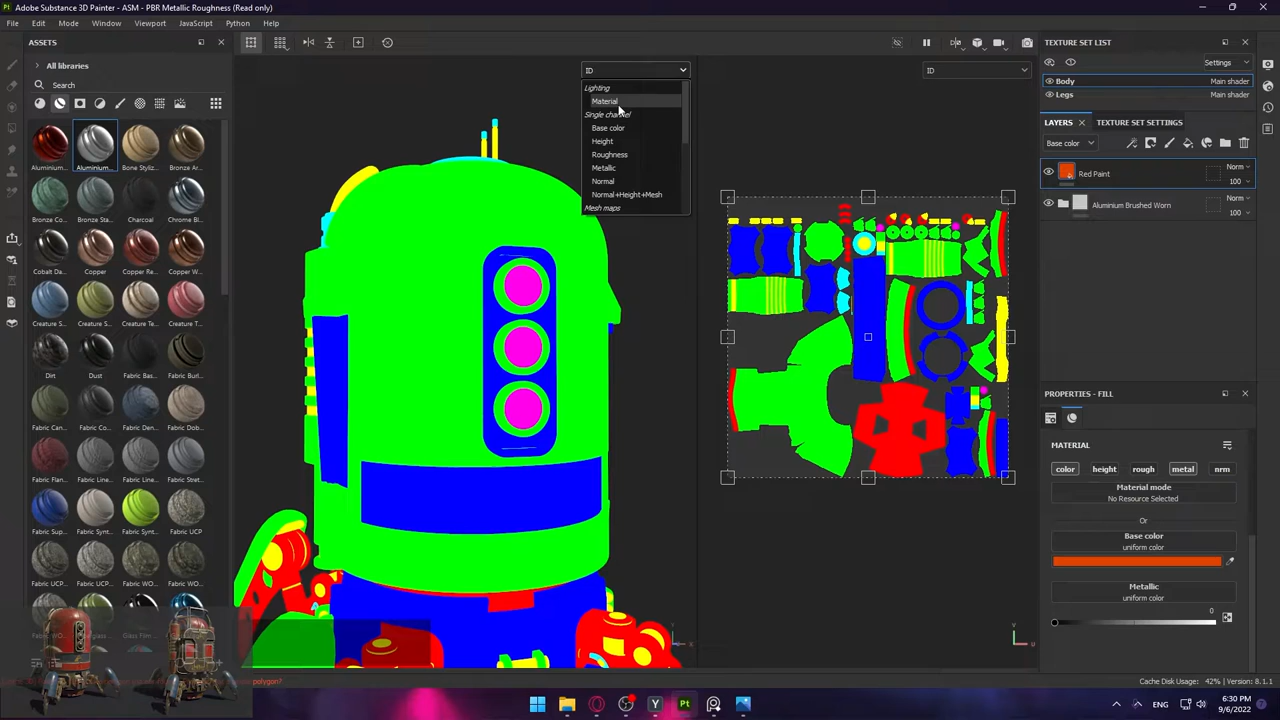 Adobe Substance 3D Painter - ASM - PBR Metallic Roughness (Read only)
File Edit Mode Window Viewport JavaScript Python Help
ASSETS
All libraries
Search
Aluminium... Aluminium... Bone Styliz... Bronze Ar...
Bronze Co... Bronze Sta... Charcoal Bronze Worn...
Cobalt Da... Copper Copper Re... Copper W...
Creature S... Creature S... Creature Te... Creature T...
Dirt Dust Fabric Bas... Fabric Burl...
Fabric Can... Fabric Co... Fabric Dob...
Fabric Flan... Fabric Line... Fabric Line... Fabric Stret...
Fabric Sup... Fabric Synt... Fabric Synt... Fabric UCP
Fabric UCP... Fabric UCP... Fabric WO... Fabric WO...
Fabric WO...
ID
Lighting
Material
Single channel
Base color
Height
Roughness
Metallic
Normal
Normal+Height+Mesh
Mesh maps
ID
TEXTURE SET LIST
Settings
Body Main shader
Legs Main shader
LAYERS TEXTURE SET SETTINGS
Base color
Red Paint Norm
100
Aluminium Brushed Worn Norm
100
PROPERTIES - FILL
MATERIAL
color height rough metal nrm
Material mode
No Resource Selected
Or
Base color
uniform color
Metallic
uniform color
0
polygon?
Cache Disk Usage: 42% | Version: 8.1.1
ENG
6:30 PM
9/6/2022